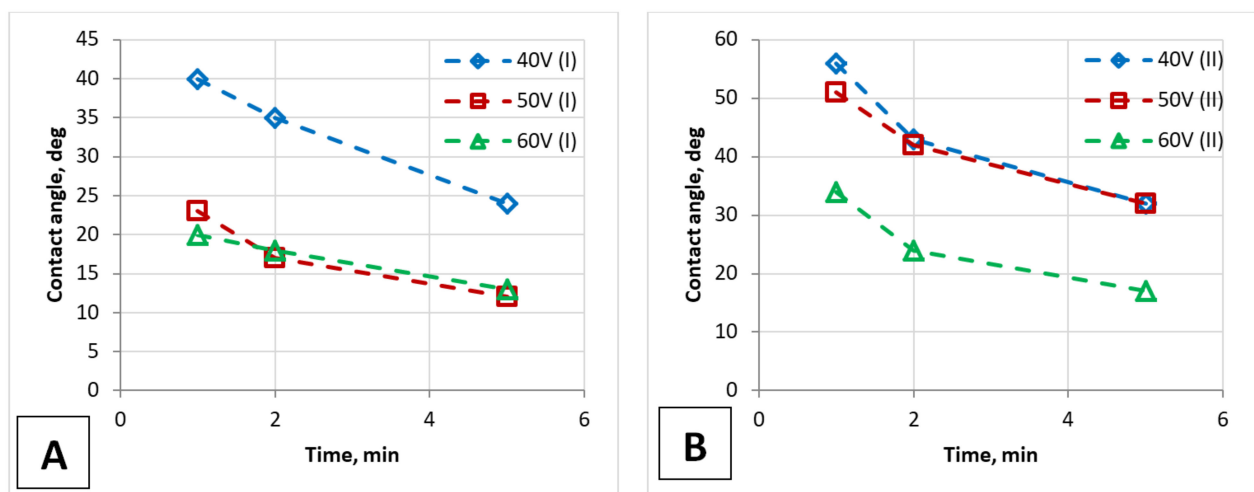 45
40
35
30
25
20
15
10
5
0
0 2 4 6
Contact angle, deg
Time, min
40V (I)
50V (I)
60V (I)
A
60
50
40
30
20
10
0
0 2 4 6
Contact angle, deg
Time, min
40V (II)
50V (II)
60V (II)
B